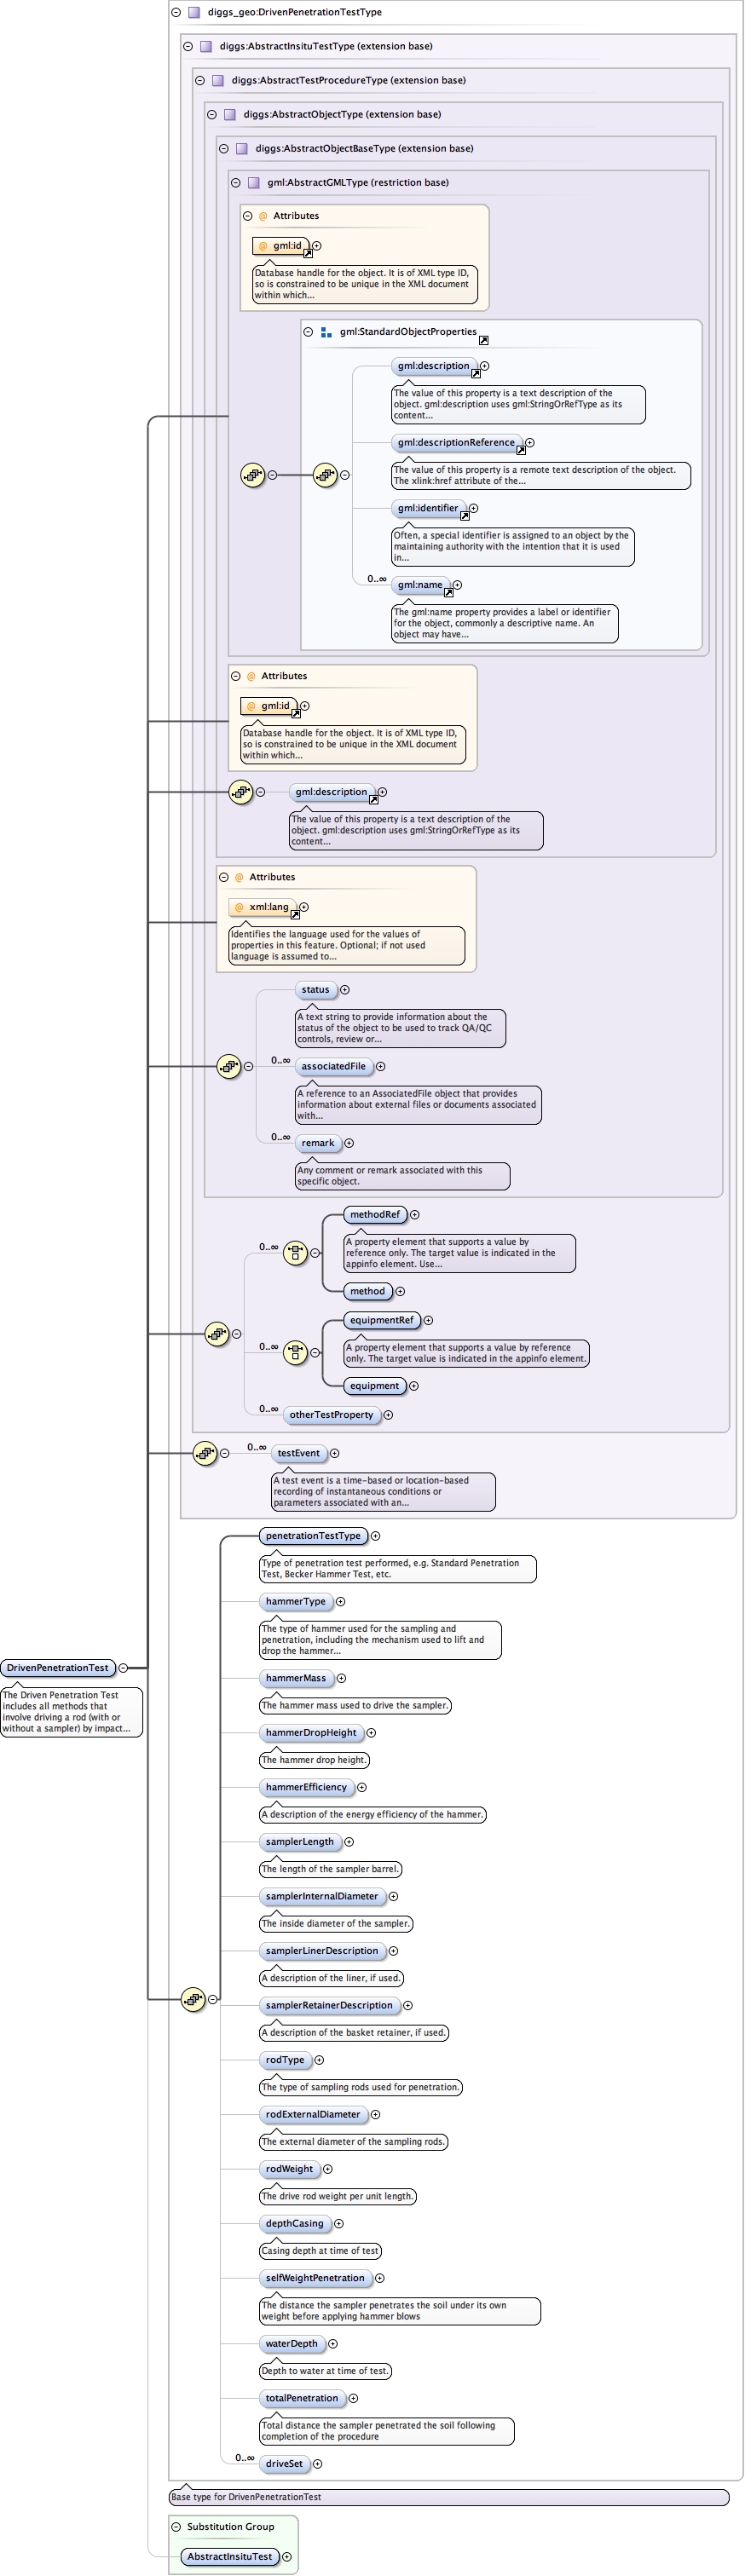 diggs_geo:DrivenPenetrationTestType
diggs:AbstractInsituTestType (extension base)
diggs:AbstractTestProcedureType (extension base)
diggs:AbstractObjectType (extension base)
diggs:AbstractObjectBaseType (extension base)
gml:AbstractGMLType (restriction base)
@ Attributes
@ gml:id
Database handle for the object. It is of XML type ID,
so is constrained to be unique in the XML document
within which...
gml:StandardObjectProperties
gml:description
The value of this property is a text description of the
object. gml:description uses gml:StringOrRefType as its
content...
gml:descriptionReference
The value of this property is a remote text description of the object.
The xlink:href attribute of the...
gml:identifier
Often, a special identifier is assigned to an object by the
maintaining authority with the intention that it is used
in...
0..∞ gml:name
The gml:name property provides a label or identifier
for the object, commonly a descriptive name. An
object may have...
@ Attributes
@ gml:id
Database handle for the object. It is of XML type ID,
so is constrained to be unique in the XML document
within which...
gml:description
The value of this property is a text description of the
object. gml:description uses gml:StringOrRefType as its
content...
@ Attributes
@ xml:lang
Identifies the language used for the values of
properties in this feature. Optional; if not used
language is assumed to...
status
A text string to provide information about the
status of the object to be used to track QA/QC
controls, review or...
0..∞ associatedFile
A reference to an AssociatedFile object that provides
information about external files or documents associated
with...
0..∞ remark
Any comment or remark associated with this
specific object.
methodRef
0..∞
A property element that supports a value by
reference only. The target value is indicated in the
appinfo element. Use...
method
equipmentRef
0..∞
A property element that supports a value by reference
only. The target value is indicated in the appinfo element.
equipment
0..∞ otherTestProperty
0..∞ testEvent
A test event is a time-based or location-based
recording of instantaneous conditions or
parameters associated with an...
penetrationTestType
Type of penetration test performed, e.g. Standard Penetration
Test, Becker Hammer Test, etc.
hammerType
The type of hammer used for the sampling and
penetration, including the mechanism used to lift and
drop the hammer...
DrivenPenetrationTest
The Driven Penetration Test
includes all methods that
involve driving a rod (with or
without a sampler) by impact...
hammerMass
The hammer mass used to drive the sampler.
hammerDropHeight
The hammer drop height.
hammerEfficiency
A description of the energy efficiency of the hammer.
samplerLength
The length of the sampler barrel.
samplerInternalDiameter
The inside diameter of the sampler.
samplerLinerDescription
A description of the liner, if used.
samplerRetainerDescription
A description of the basket retainer, if used.
rodType
The type of sampling rods used for penetration.
rodExternalDiameter
The external diameter of the sampling rods.
rodWeight
The drive rod weight per unit length.
depthCasing
Casing depth at time of test
selfWeightPenetration
The distance the sampler penetrates the soil under its own
weight before applying hammer blows
waterDepth
Depth to water at time of test.
totalPenetration
Total distance the sampler penetrated the soil following
completion of the procedure
0..∞ driveSet
Base type for DrivenPenetrationTest
Substitution Group
AbstractInsituTest